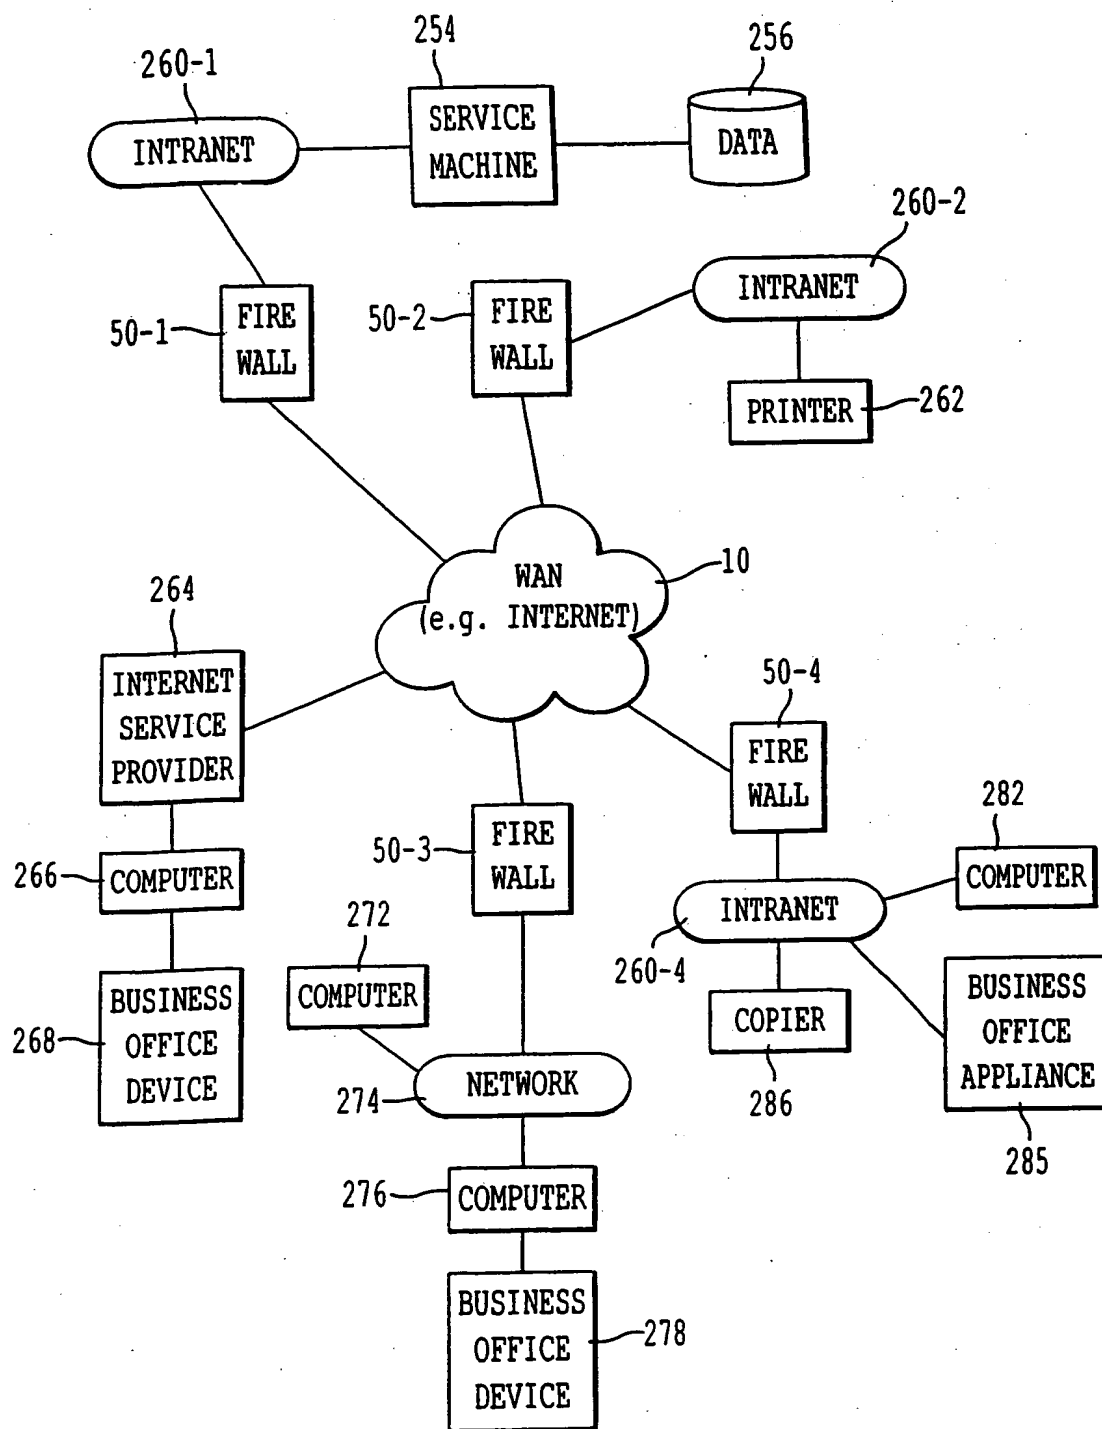 254
256
260-1
SERVICE
MACHINE
DATA
INTRANET
260-2
INTRANET
50-1
FIRE
WALL
50-2
FIRE
WALL
PRINTER
262
WAN
(e.g. INTERNET)
10
264
INTERNET
SERVICE
PROVIDER
50-4
FIRE
WALL
50-3
FIRE
WALL
282
COMPUTER
266
COMPUTER
INTRANET
260-4
272
COMPUTER
BUSINESS
OFFICE
DEVICE
268
COPIER
286
BUSINESS
OFFICE
APPLIANCE
285
NETWORK
274
276
COMPUTER
BUSINESS
OFFICE
DEVICE
278